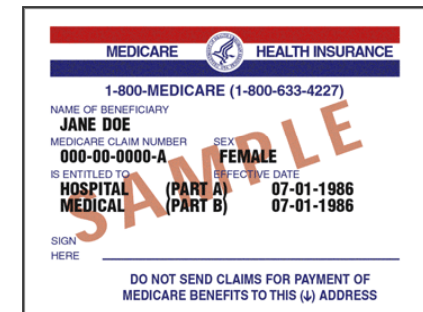 MEDICARE HEALTH INSURANCE
1-800-MEDICARE (1-800-633-4227)
NAME OF BENEFICIARY
JANE DOE
MEDICARE CLAIM NUMBER SEX
000-00-0000-A FEMALE
IS ENTITLED TO EFFECTIVE DATE
HOSPITAL (PART A) 07-01-1986
MEDICAL (PART B) 07-01-1986
SAMPLE
SIGN
HERE
DO NOT SEND CLAIMS FOR PAYMENT OF
MEDICARE BENEFITS TO THIS (↓) ADDRESS